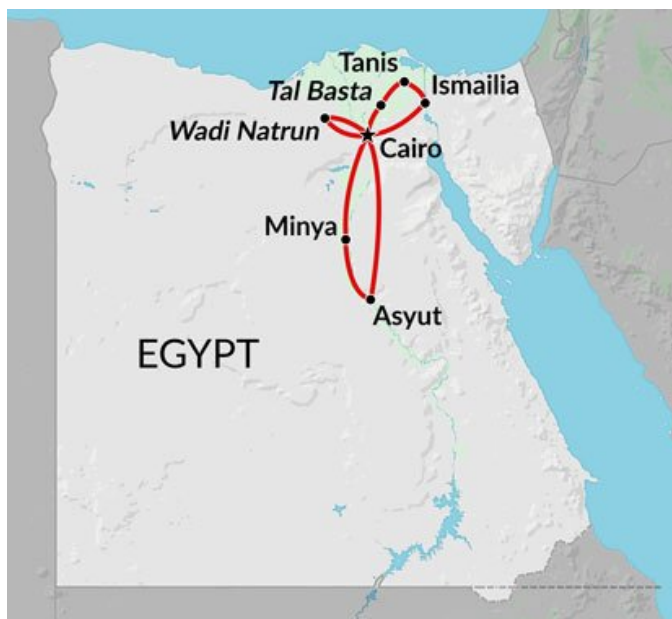 Tanis
Ismailia
Tal Basta
Wadi Natrun
Cairo
Minya
Asyut
EGYPT